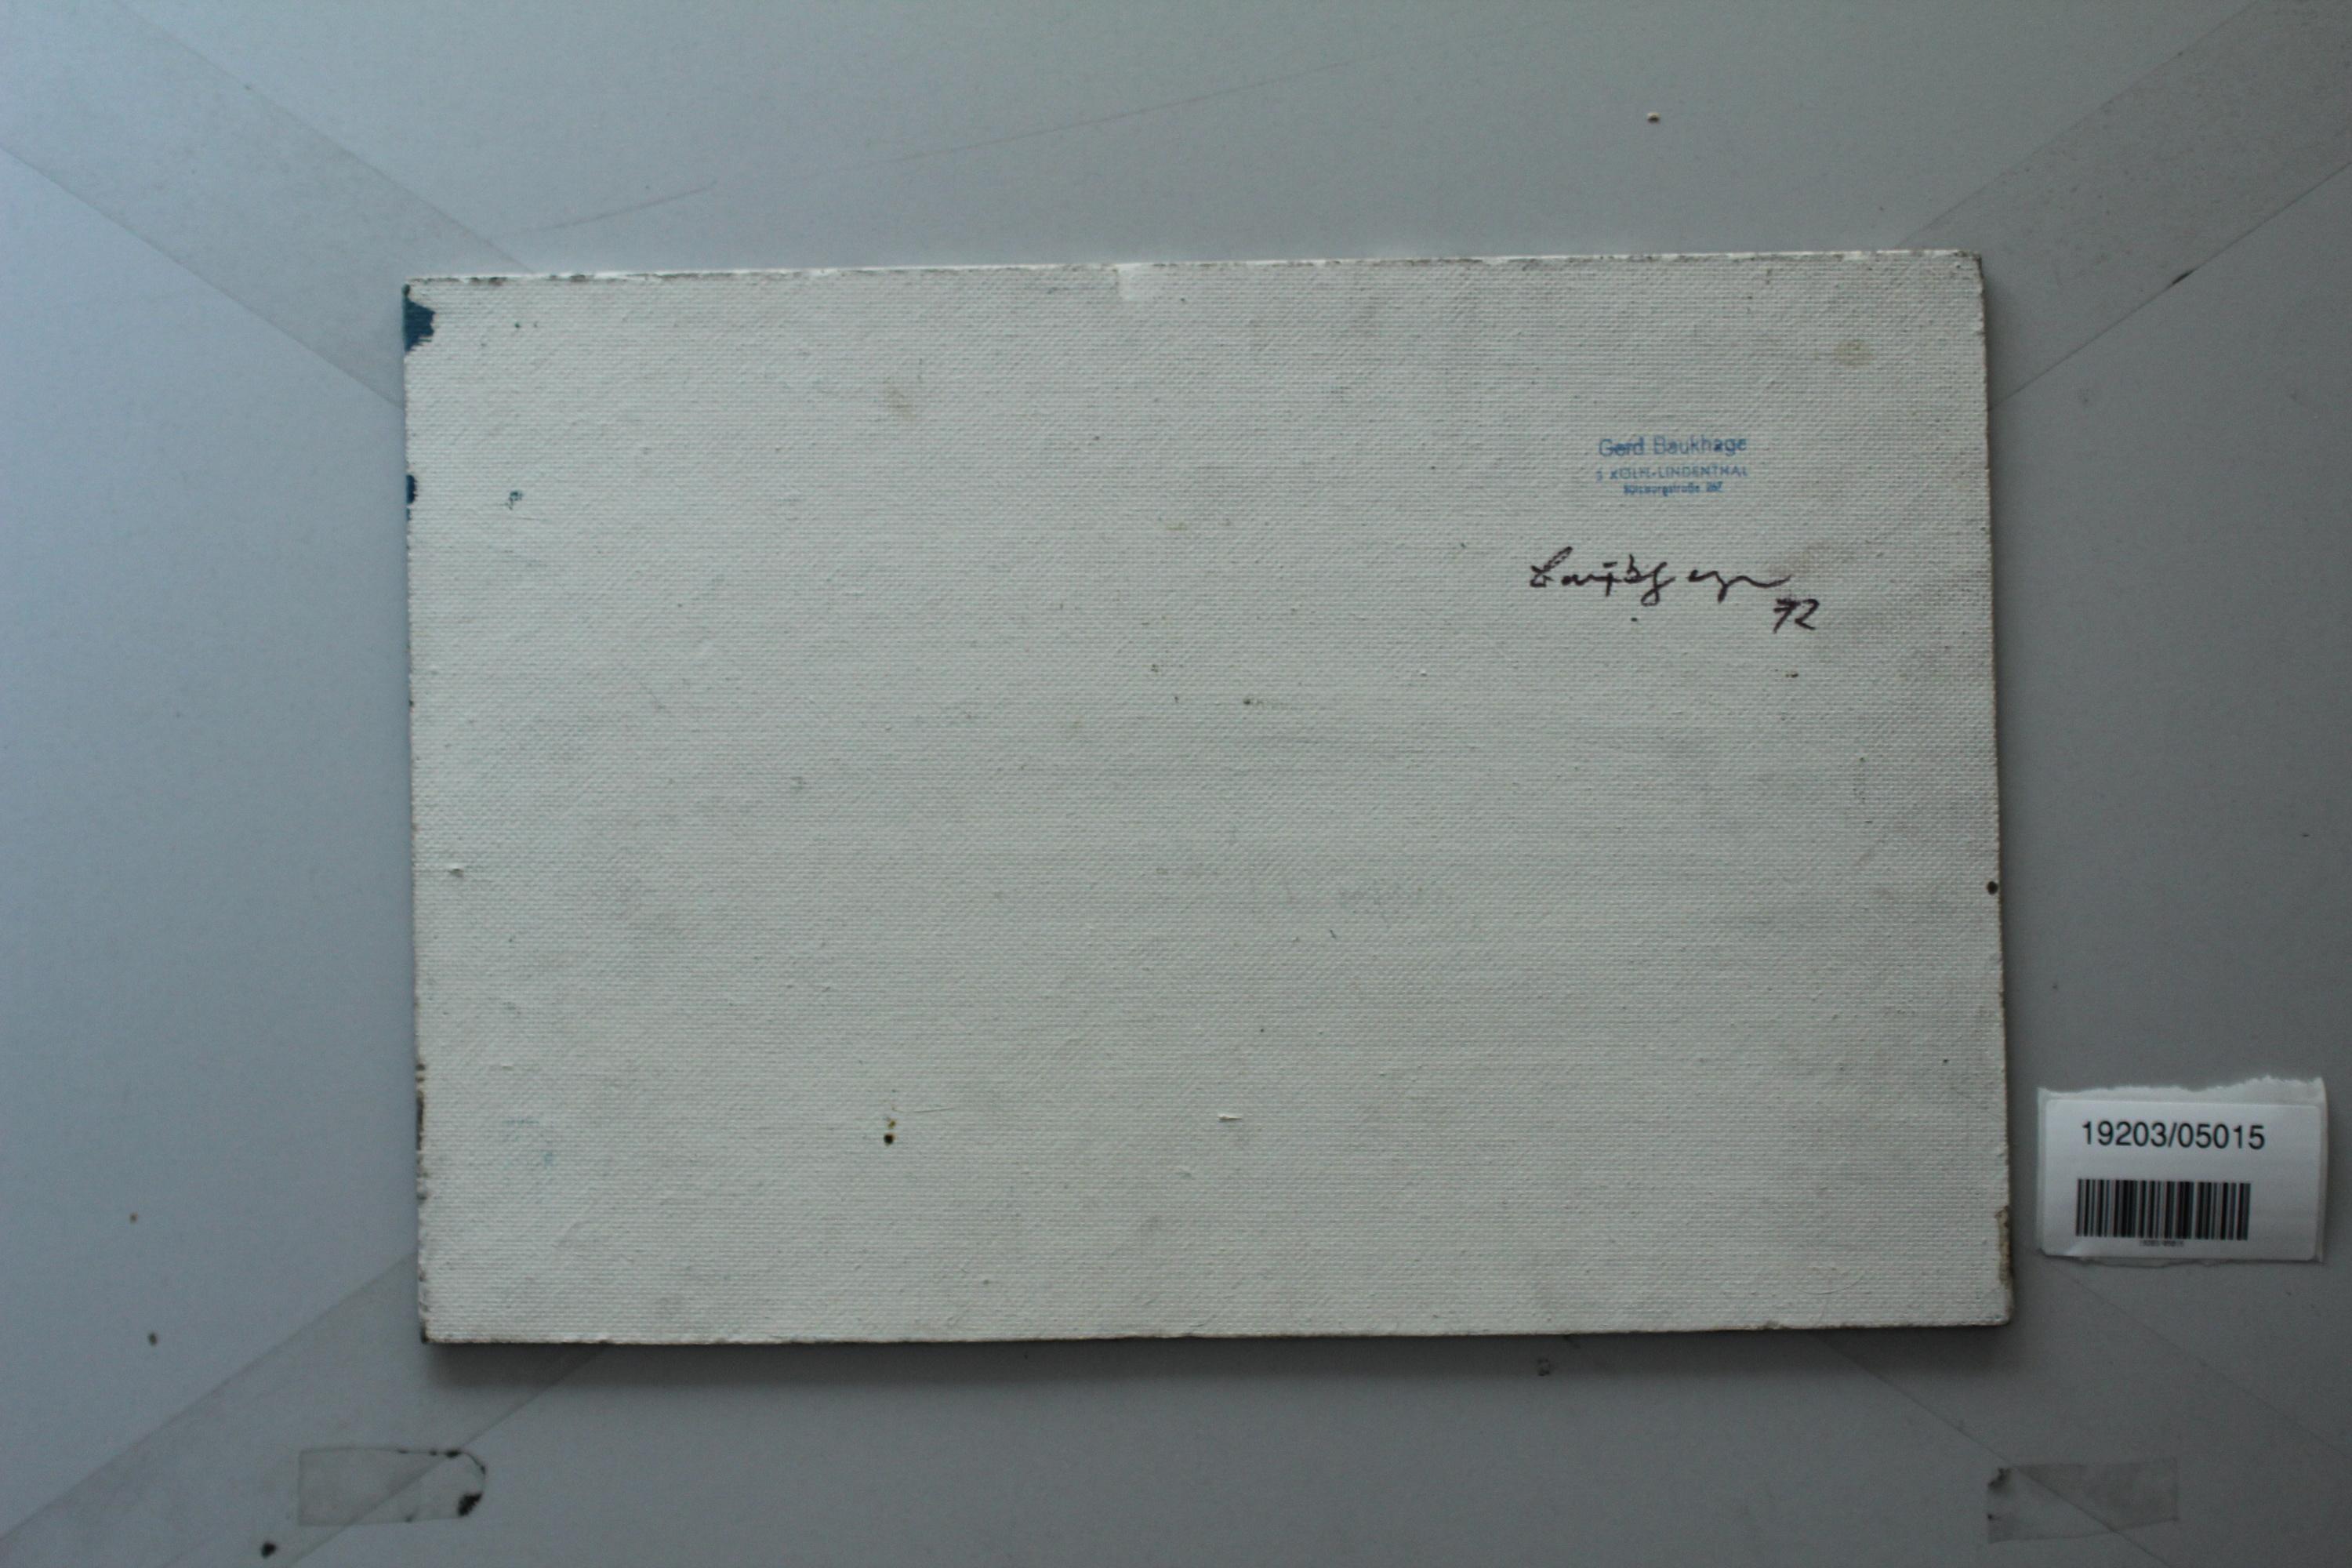 Gerd Baukhage
5 KÖLN-LINDENTHAL
Baukhage
72
19203/05015